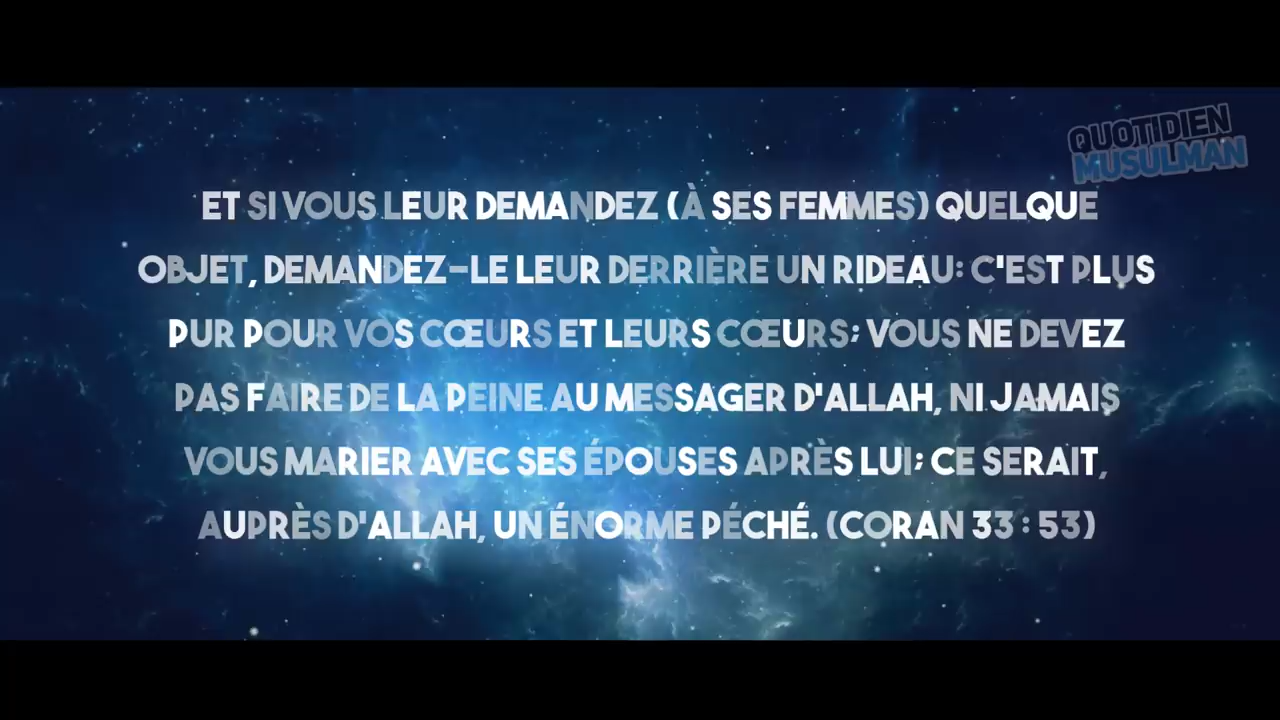 QUOTIDIEN
MUSULMAN
ET SI VOUS LEUR DEMANDEZ (À SES FEMMES) QUELQUE
OBJET, DEMANDEZ-LE LEUR DERRIÈRE UN RIDEAU: C'EST PLUS
PUR POUR VOS CŒURS ET LEURS CŒURS; VOUS NE DEVEZ
PAS FAIRE DE LA PEINE AU MESSAGER D'ALLAH, NI JAMAIS
VOUS MARIER AVEC SES ÉPOUSES APRÈS LUI; CE SERAIT,
AUPRÈS D'ALLAH, UN ÉNORME PÉCHÉ. (CORAN 33 : 53)